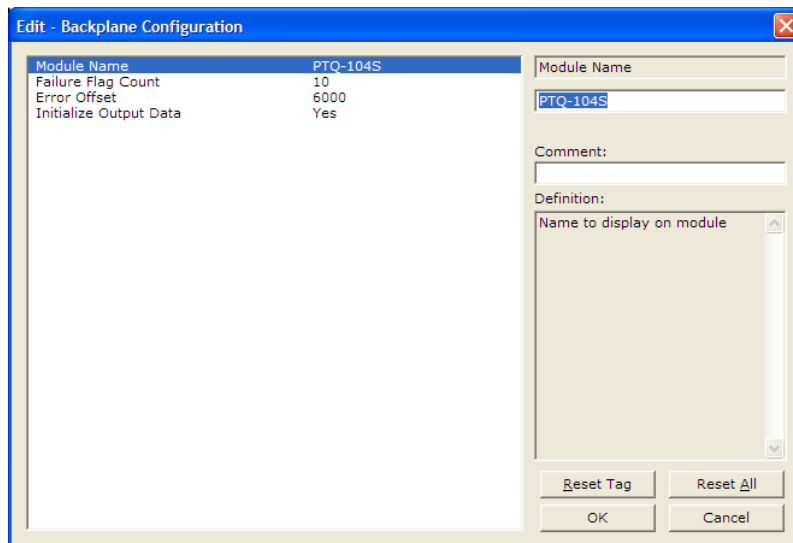 Edit - Backplane Configuration
Module Name PTQ-104S
Failure Flag Count 10
Error Offset 6000
Initialize Output Data Yes
Module Name
PTQ-104S
Comment:
Definition:
Name to display on module
Reset Tag Reset All
OK Cancel